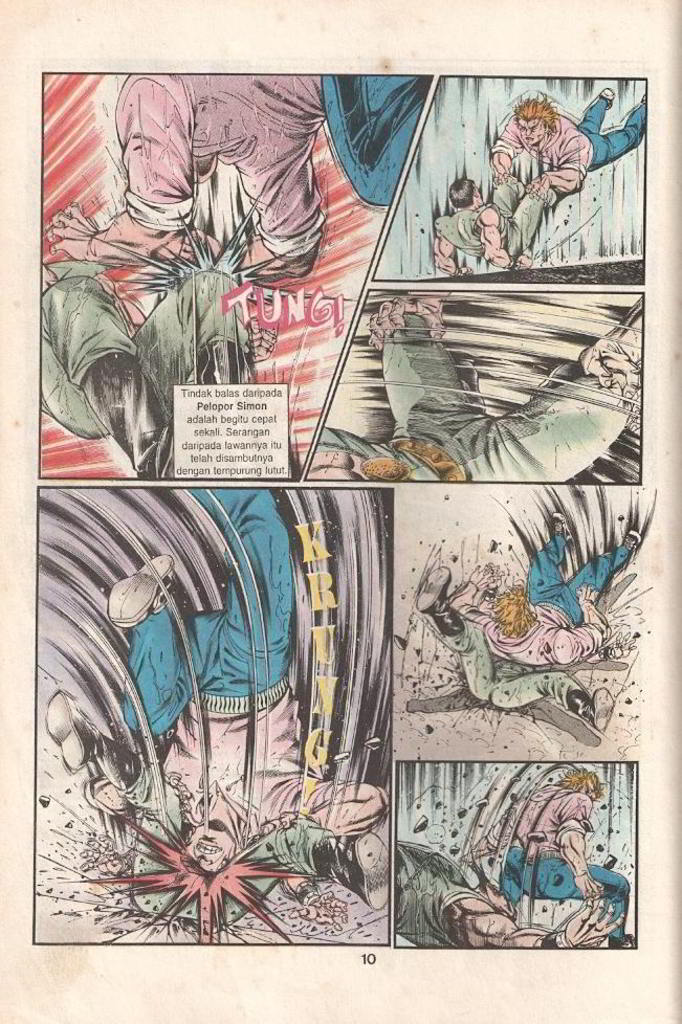 TUNG!
Tindak balas daripada
Pelopor Simon
adalah begitu cepat
sekali. Serangan
daripada lawannya itu
telah disambutnya
dengan tempurung lutut.
KRUNG!
10